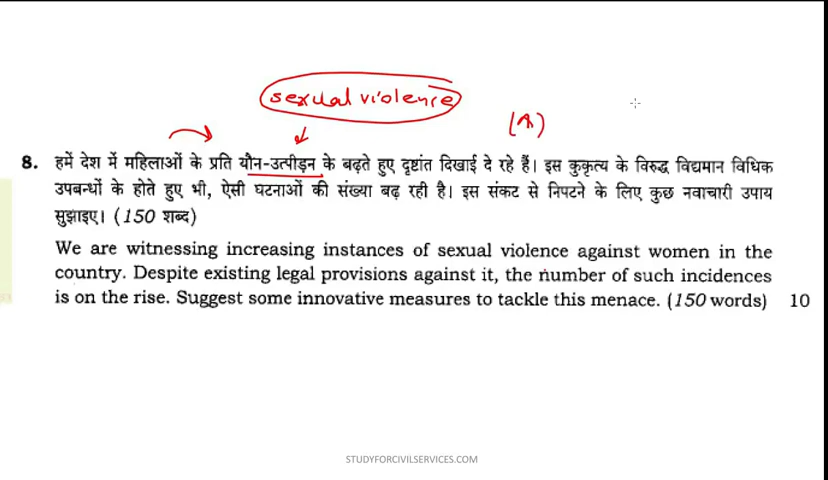 sexual violence
(A)
8. हमें देश में महिलाओं के प्रति यौन-उत्पीड़न के बढ़ते हुए दृष्टांत दिखाई दे रहे हैं। इस कुकृत्य के विरुद्ध विद्यमान विधिक
उपबन्धों के होते हुए भी, ऐसी घटनाओं की संख्या बढ़ रही है। इस संकट से निपटने के लिए कुछ नवाचारी उपाय
सुझाइए। (150 शब्द)
We are witnessing increasing instances of sexual violence against women in the
country. Despite existing legal provisions against it, the number of such incidences
is on the rise. Suggest some innovative measures to tackle this menace. (150 words) 10
STUDYFORCIVILSERVICES.COM